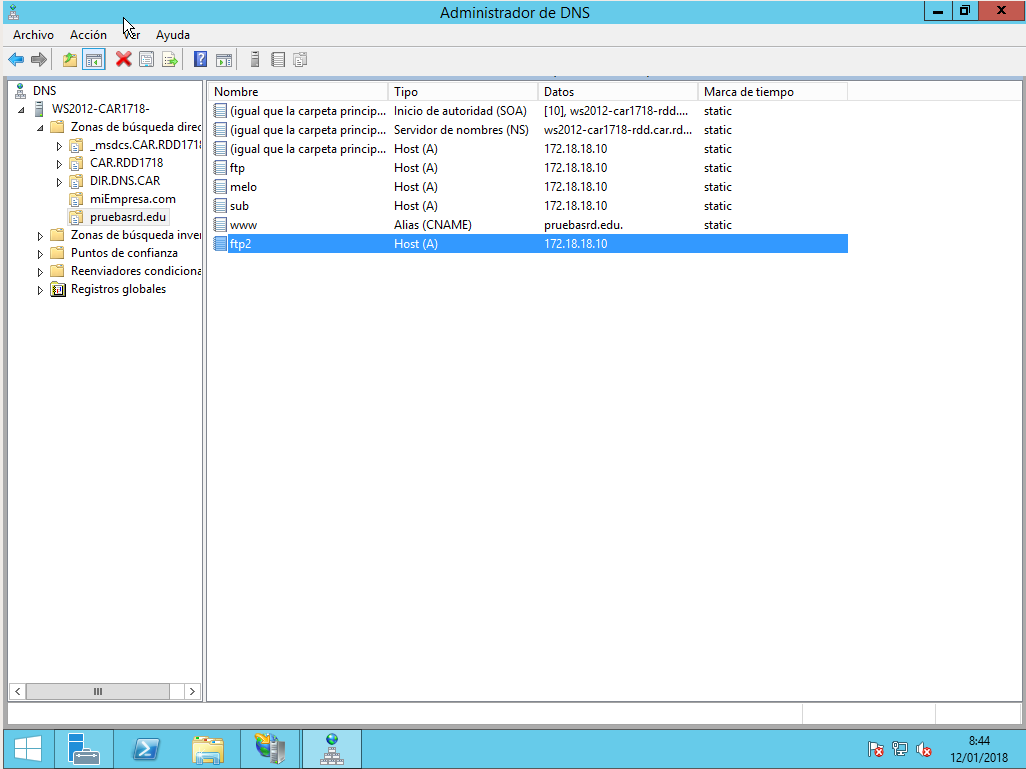 Administrador de DNS
Archivo Acción Ver Ayuda
DNS
WS2012-CAR1718-
Zonas de búsqueda direc
_msdcs.CAR.RDD1718
CAR.RDD1718
DIR.DNS.CAR
miEmpresa.com
pruebasrd.edu
Zonas de búsqueda inver
Puntos de confianza
Reenviadores condiciona
Registros globales
Nombre Tipo Datos Marca de tiempo
(igual que la carpeta princip... Inicio de autoridad (SOA) [10], ws2012-car1718-rdd.... static
(igual que la carpeta princip... Servidor de nombres (NS) ws2012-car1718-rdd.car.rd... static
(igual que la carpeta princip... Host (A) 172.18.18.10 static
ftp Host (A) 172.18.18.10 static
melo Host (A) 172.18.18.10 static
sub Host (A) 172.18.18.10 static
www Alias (CNAME) pruebasrd.edu. static
ftp2 Host (A) 172.18.18.10
8:44
12/01/2018